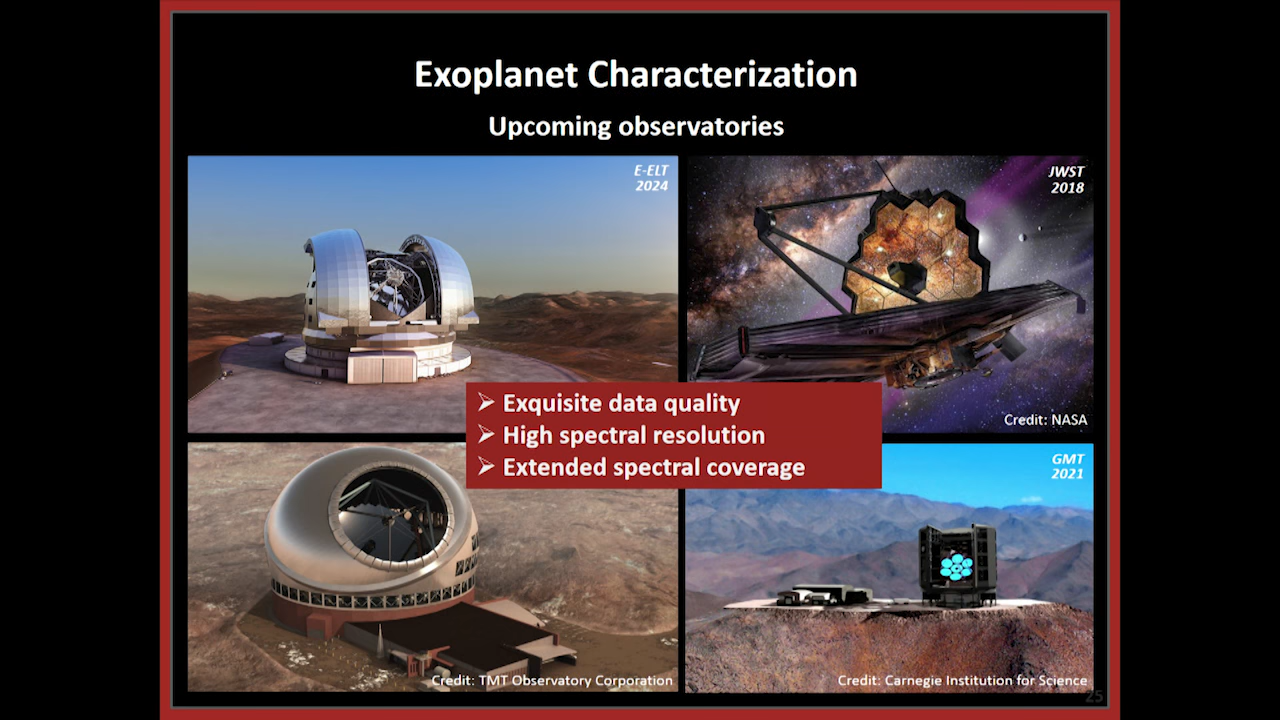 Exoplanet Characterization
Upcoming observatories
E-ELT
2024
JWST
2018
➢ Exquisite data quality
➢ High spectral resolution
➢ Extended spectral coverage
Credit: NASA
GMT
2021
Credit: TMT Observatory Corporation
Credit: Carnegie Institution for Science
25